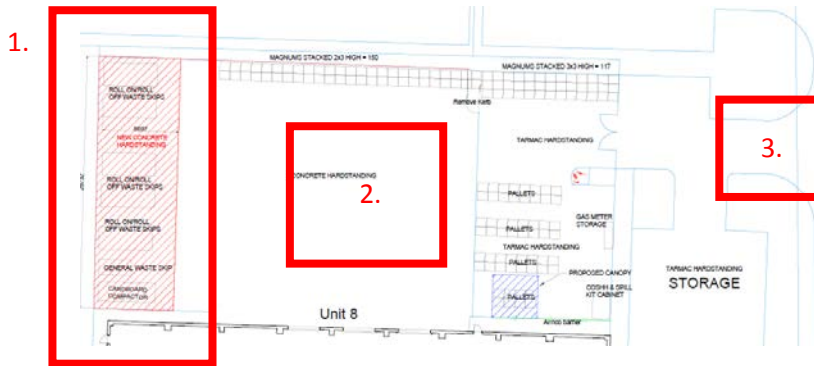 1.
MAGNUMS STACKED 2x3 HIGH = 160
MAGNUMS STACKED 3x3 HIGH = 117
ROLL ON/ROLL
OFF WASTE SKIPS
Remove Kerb
NEW CONCRETE
HARDSTANDING
TARMAC HARDSTANDING
3.
CONCRETE HARDSTANDING
2.
ROLL ON/ROLL
OFF WASTE SKIPS
PALLETS
GAS METER
STORAGE
ROLL ON/ROLL
OFF WASTE SKIPS
PALLETS
TARMAC HARDSTANDING
PALLETS
GENERAL WASTE SKIP
PROPOSED CANOPY
TARMAC HARDSTANDING
STORAGE
CARDBOARD
COMPACTOR
PALLETS
COSHH & SPILL
KIT CABINET
Unit 8
Armco barrier